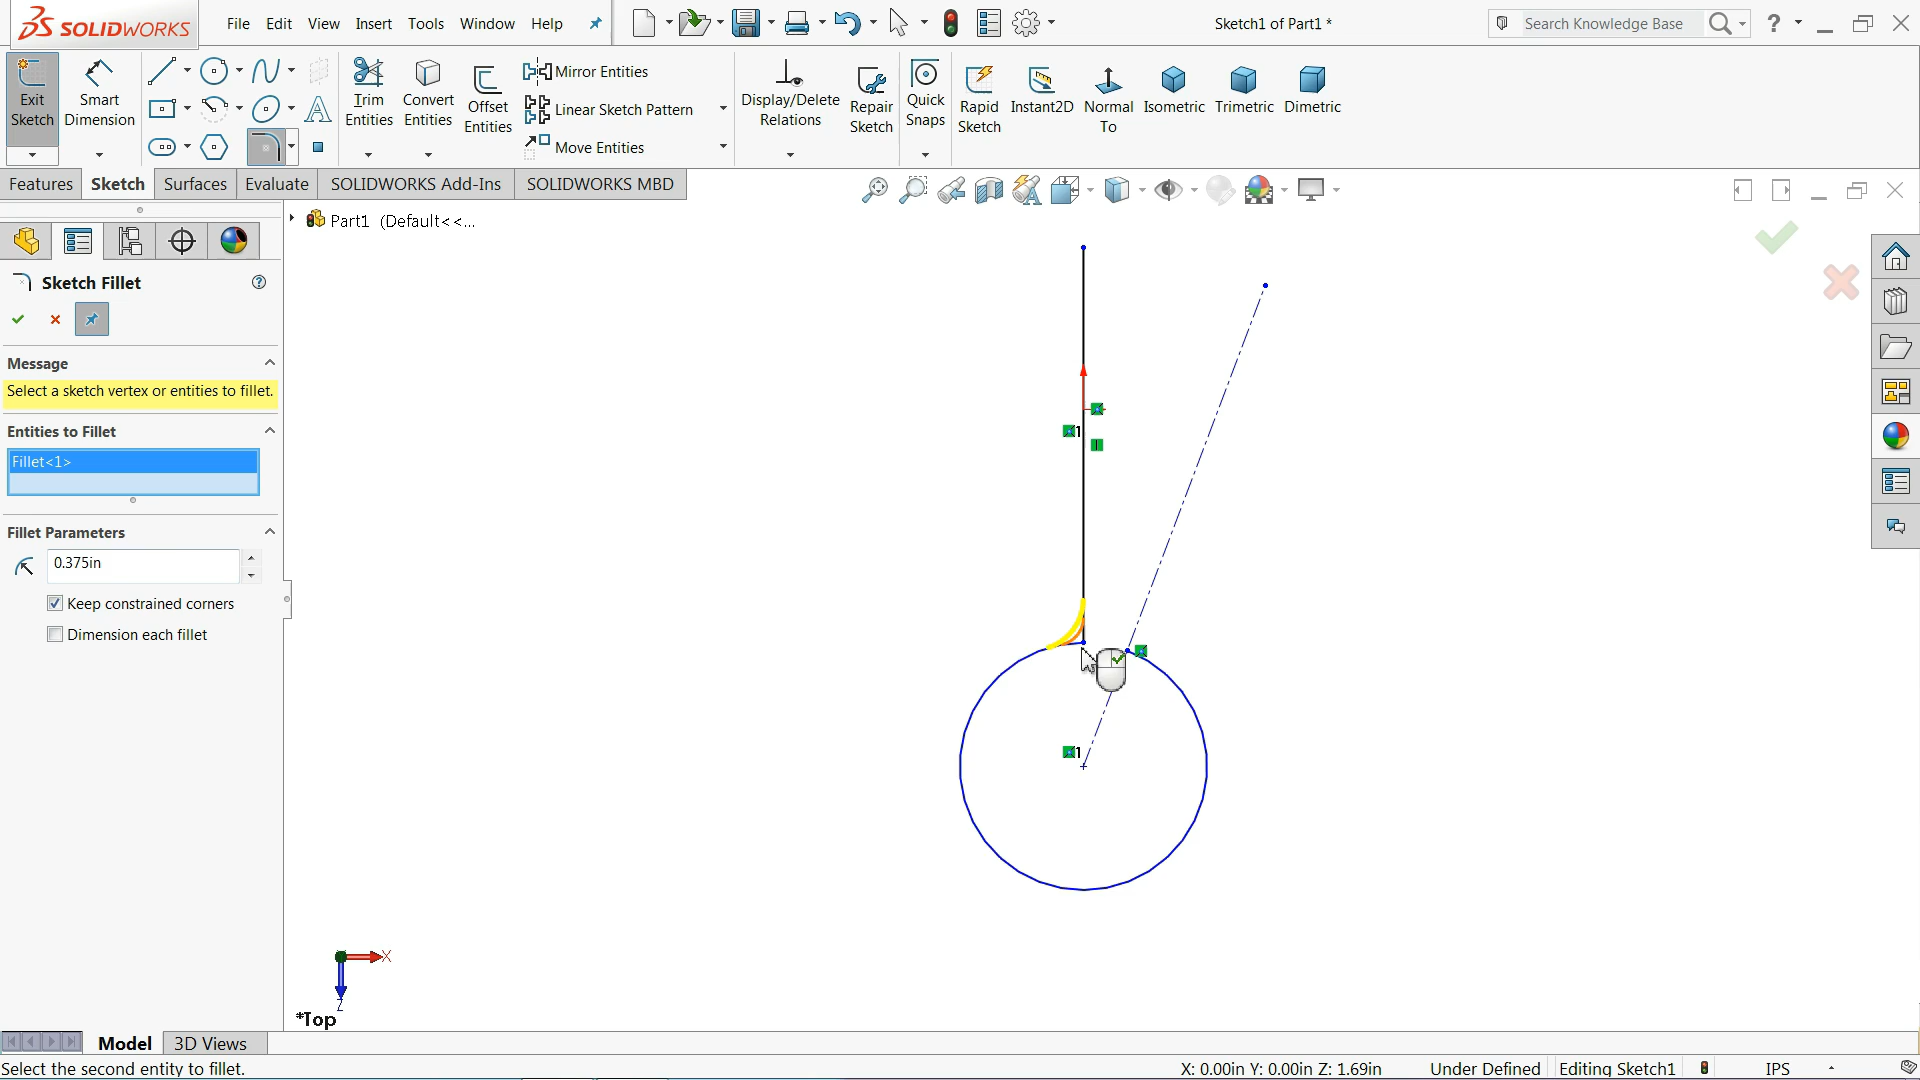 SOLIDWORKS
File Edit View Insert Tools Window Help
Sketch1 of Part1 *
Search Knowledge Base
?
Exit Sketch
Smart Dimension
Trim Entities
Convert Entities
Offset Entities
Mirror Entities
Linear Sketch Pattern
Move Entities
Display/Delete Relations
Repair Sketch
Quick Snaps
Rapid Sketch
Instant2D
Normal To
Isometric
Trimetric
Dimetric
Features Sketch Surfaces Evaluate SOLIDWORKS Add-Ins SOLIDWORKS MBD
Part1 (Default<<...
Sketch Fillet
?
Message
Select a sketch vertex or entities to fillet.
Entities to Fillet
Fillet<1>
Fillet Parameters
0.375in
Keep constrained corners
Dimension each fillet
1
1
X
Z
*Top
Model 3D Views
Select the second entity to fillet.
X: 0.00in Y: 0.00in Z: 1.69in
Under Defined
Editing Sketch1
IPS